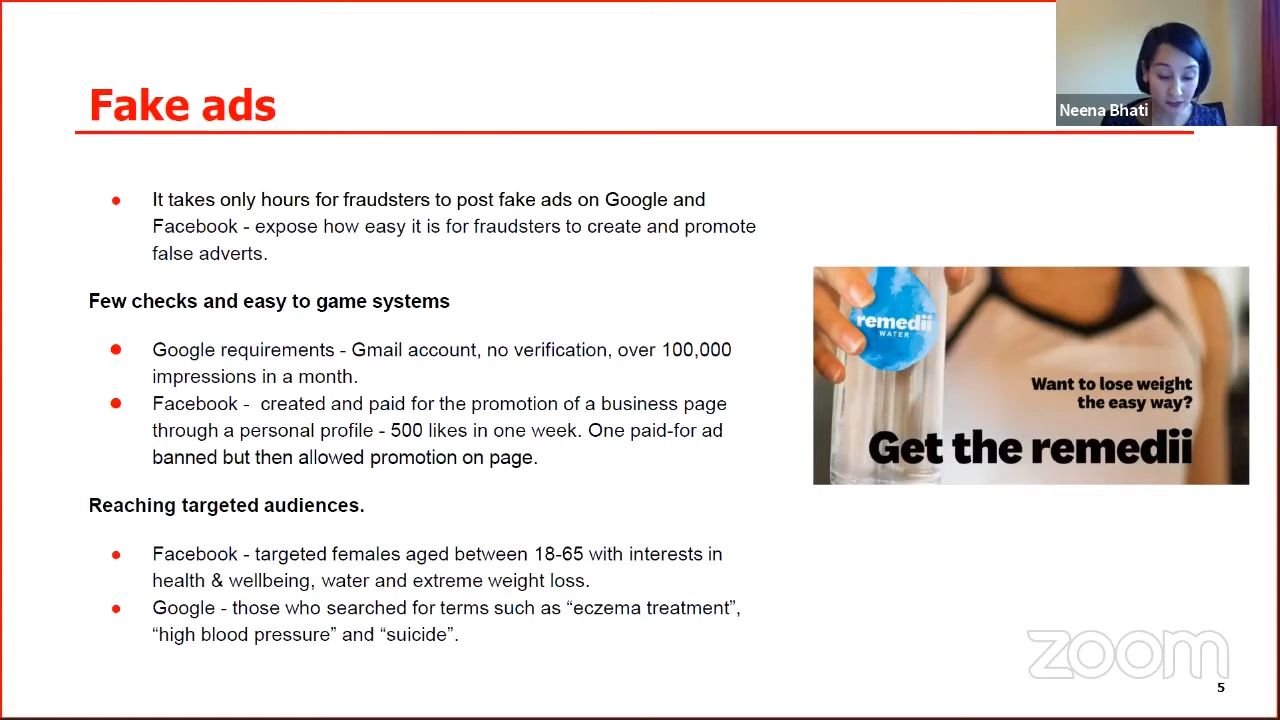 Neena Bhati
Fake ads
It takes only hours for fraudsters to post fake ads on Google and
Facebook - expose how easy it is for fraudsters to create and promote
false adverts.
Few checks and easy to game systems
Google requirements - Gmail account, no verification, over 100,000
impressions in a month.
Facebook - created and paid for the promotion of a business page
through a personal profile - 500 likes in one week. One paid-for ad
banned but then allowed promotion on page.
Reaching targeted audiences.
Facebook - targeted females aged between 18-65 with interests in
health & wellbeing, water and extreme weight loss.
Google - those who searched for terms such as “eczema treatment”,
“high blood pressure” and “suicide”.
remedii
WATER
Want to lose weight
the easy way?
Get the remedii
zoom
5